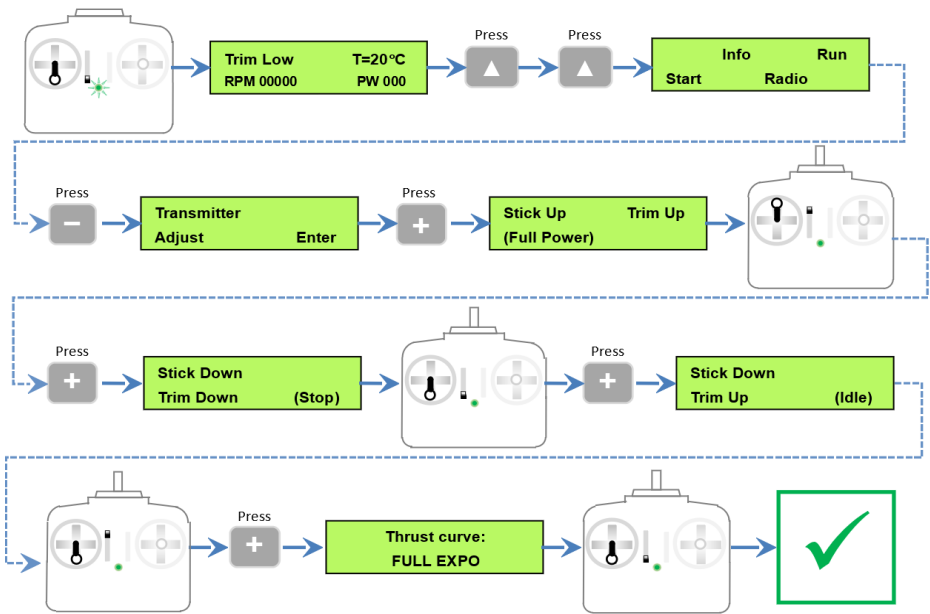 Press
Press
Trim Low T=20°C
RPM 00000 PW 000
▲
▲
Info Run
Start Radio
Press
−
Transmitter
Adjust Enter
Press
+
Stick Up Trim Up
(Full Power)
Press
+
Stick Down
Trim Down (Stop)
Press
+
Stick Down
Trim Up (Idle)
Press
+
Thrust curve:
FULL EXPO